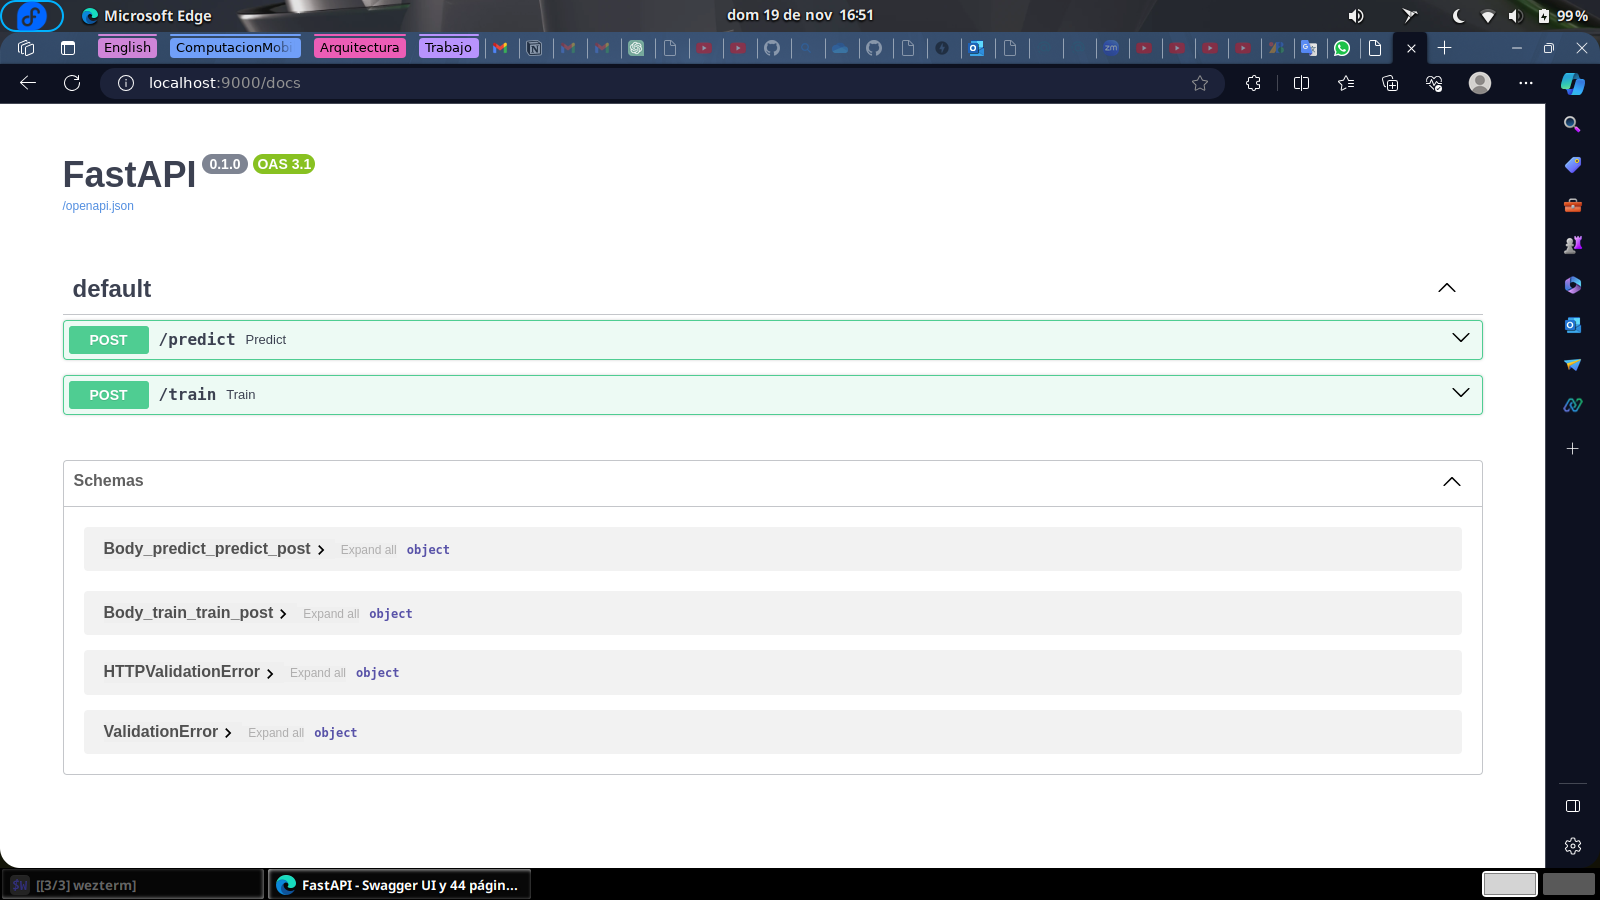 Microsoft Edge
dom 19 de nov 16:51
99 %
English
ComputacionMobi
Arquitectura
Trabajo
zm
localhost:9000/docs
FastAPI 0.1.0 OAS 3.1
/openapi.json
default
POST /predict Predict
POST /train Train
Schemas
Body_predict_predict_post Expand all object
Body_train_train_post Expand all object
HTTPValidationError Expand all object
ValidationError Expand all object
$W [[3/3] wezterm]
FastAPI - Swagger UI y 44 págin...